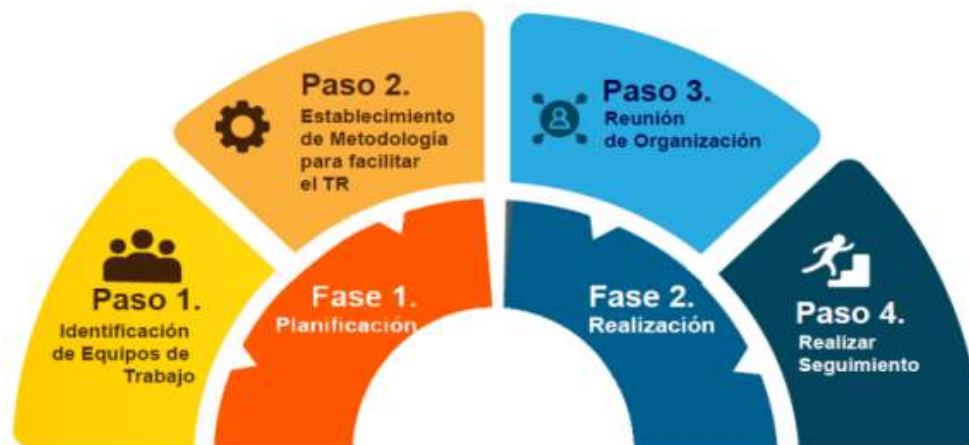 Paso 1.
Identificación
de Equipos de
Trabajo
Paso 2.
Establecimiento
de Metodología
para facilitar
el TR
Fase 1.
Planificación
Paso 3.
Reunión
de Organización
Fase 2.
Realización
Paso 4.
Realizar
Seguimiento